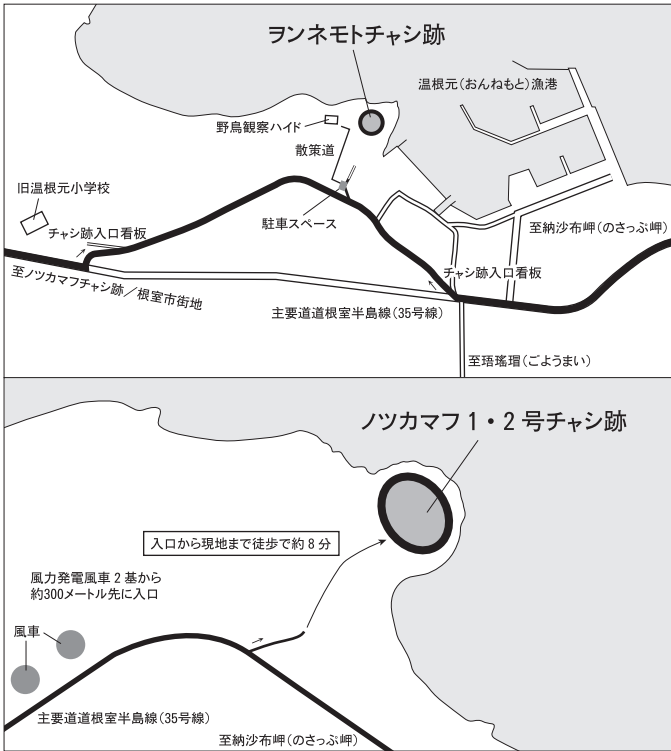 ヲンネモトチャシ跡
温根元（おんねもと）漁港
野鳥観察ハイド
散策道
旧温根元小学校
駐車スペース
チャシ跡入口看板
至納沙布岬（のさっぷ岬）
チャシ跡入口看板
至ノツカマフチャシ跡／根室市街地
主要道道根室半島線（35号線）
至珸瑤瑁（ごようまい）
ノツカマフ1・2号チャシ跡
入口から現地まで徒歩で約8分
風力発電風車2基から
約300メートル先に入口
風車
主要道道根室半島線（35号線）
至納沙布岬（のさっぷ岬）